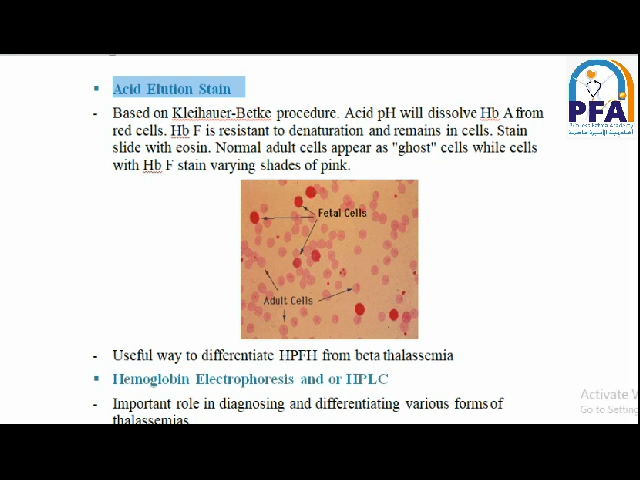 ▪ Acid Elution Stain
- Based on Kleihauer-Betke procedure. Acid pH will dissolve Hb A from
red cells. Hb F is resistant to denaturation and remains in cells. Stain
slide with eosin. Normal adult cells appear as "ghost" cells while cells
with Hb F stain varying shades of pink.
Fetal Cells
Adult Cells
- Useful way to differentiate HPFH from beta thalassemia
▪ Hemoglobin Electrophoresis and or HPLC
- Important role in diagnosing and differentiating various forms of
thalassemias
PFA
Activate
Go to Setting